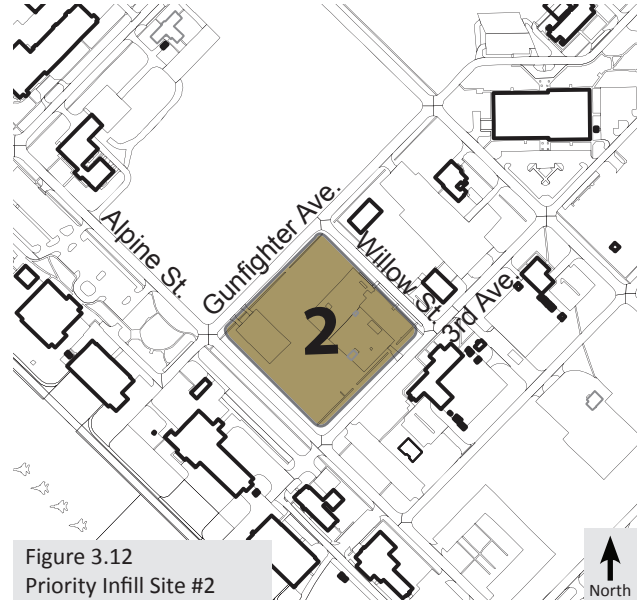 Alpine St.
Gunfighter Ave.
Willow St.
3rd Ave.
2
Figure 3.12
Priority Infill Site #2
North